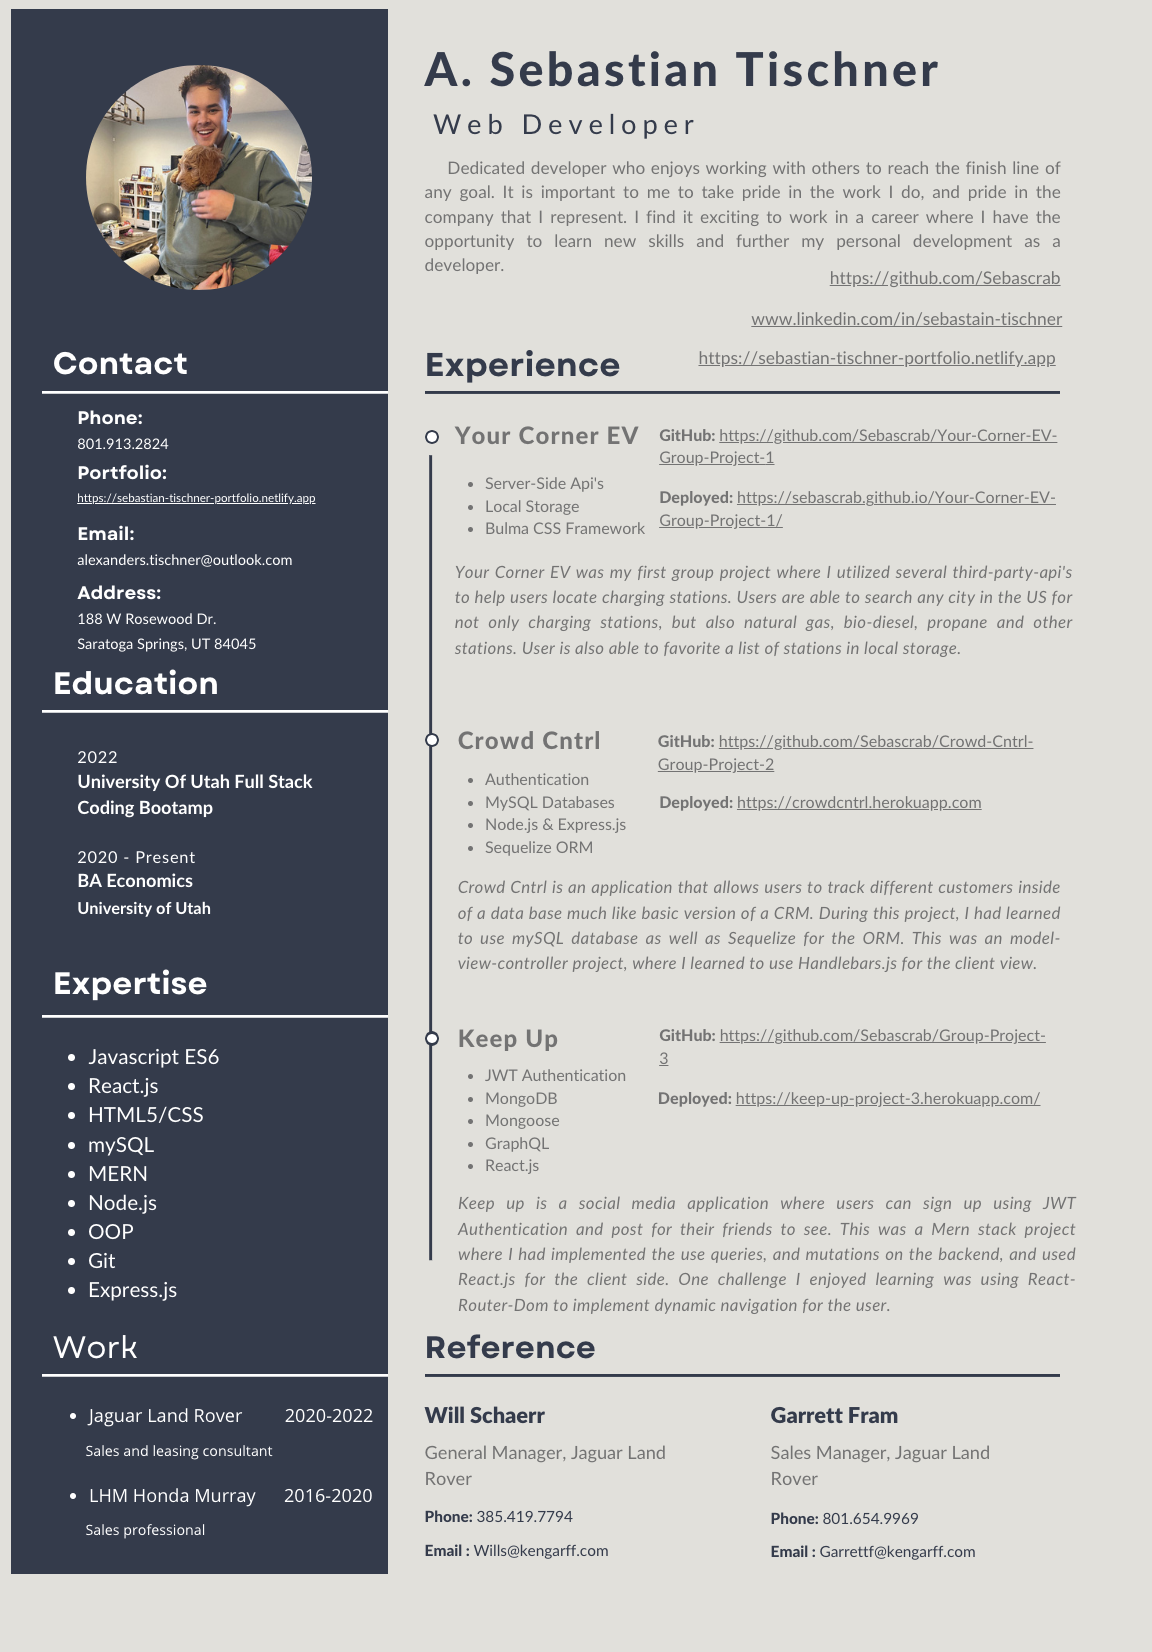 A. Sebastian Tischner
Web Developer
Dedicated developer who enjoys working with others to reach the finish line of
any goal. It is important to me to take pride in the work I do, and pride in the
company that I represent. I find it exciting to work in a career where I have the
opportunity to learn new skills and further my personal development as a
developer.
https://github.com/Sebascrab
www.linkedin.com/in/sebastain-tischner
https://sebastian-tischner-portfolio.netlify.app
Contact
Phone:
801.913.2824
Portfolio:
https://sebastian-tischner-portfolio.netlify.app
Email:
alexanders.tischner@outlook.com
Address:
188 W Rosewood Dr.
Saratoga Springs, UT 84045
Education
2022
University Of Utah Full Stack
Coding Bootamp
2020 - Present
BA Economics
University of Utah
Expertise
• Javascript ES6
• React.js
• HTML5/CSS
• mySQL
• MERN
• Node.js
• OOP
• Git
• Express.js
Work
• Jaguar Land Rover 2020-2022
Sales and leasing consultant
• LHM Honda Murray 2016-2020
Sales professional
Experience
Your Corner EV
• Server-Side Api's
• Local Storage
• Bulma CSS Framework
GitHub: https://github.com/Sebascrab/Your-Corner-EV-
Group-Project-1
Deployed: https://sebascrab.github.io/Your-Corner-EV-
Group-Project-1/
Your Corner EV was my first group project where I utilized several third-party-api's
to help users locate charging stations. Users are able to search any city in the US for
not only charging stations, but also natural gas, bio-diesel, propane and other
stations. User is also able to favorite a list of stations in local storage.
Crowd Cntrl
• Authentication
• MySQL Databases
• Node.js & Express.js
• Sequelize ORM
GitHub: https://github.com/Sebascrab/Crowd-Cntrl-
Group-Project-2
Deployed: https://crowdcntrl.herokuapp.com
Crowd Cntrl is an application that allows users to track different customers inside
of a data base much like basic version of a CRM. During this project, I had learned
to use mySQL database as well as Sequelize for the ORM. This was an model-
view-controller project, where I learned to use Handlebars.js for the client view.
Keep Up
• JWT Authentication
• MongoDB
• Mongoose
• GraphQL
• React.js
GitHub: https://github.com/Sebascrab/Group-Project-
3
Deployed: https://keep-up-project-3.herokuapp.com/
Keep up is a social media application where users can sign up using JWT
Authentication and post for their friends to see. This was a Mern stack project
where I had implemented the use queries, and mutations on the backend, and used
React.js for the client side. One challenge I enjoyed learning was using React-
Router-Dom to implement dynamic navigation for the user.
Reference
Will Schaerr
General Manager, Jaguar Land
Rover
Phone: 385.419.7794
Email : Wills@kengarff.com
Garrett Fram
Sales Manager, Jaguar Land
Rover
Phone: 801.654.9969
Email : Garrettf@kengarff.com